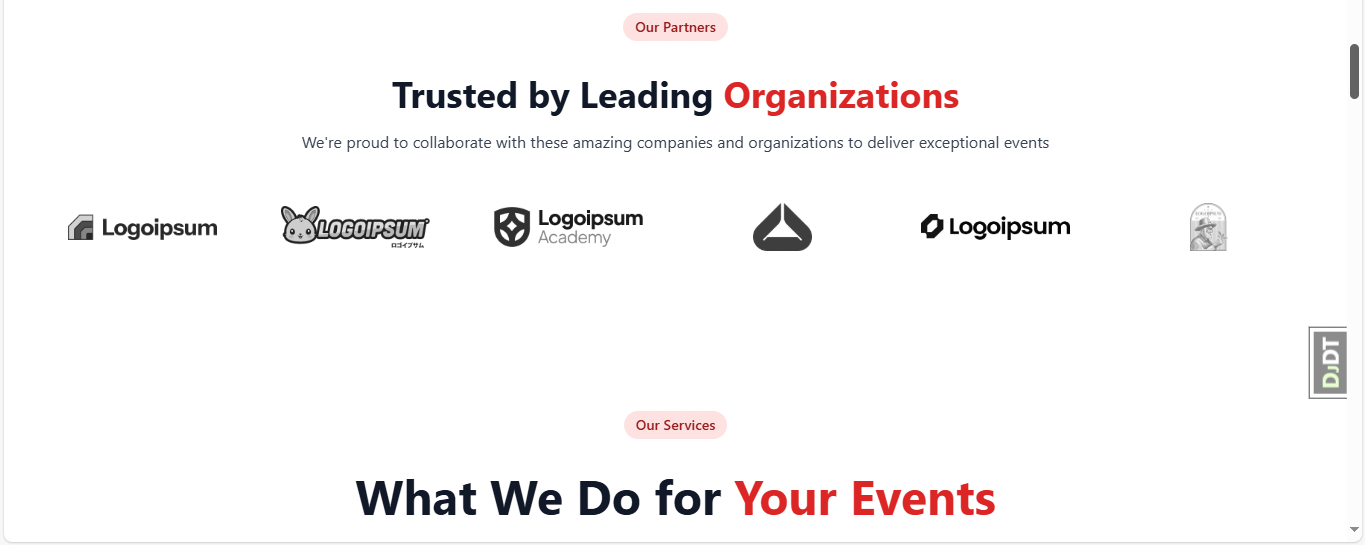 Our Partners
Trusted by Leading Organizations
We're proud to collaborate with these amazing companies and organizations to deliver exceptional events
Logoipsum
LOGOIPSUM
ロゴイプサム
Logoipsum
Academy
Logoipsum
DJDT
Our Services
What We Do for Your Events